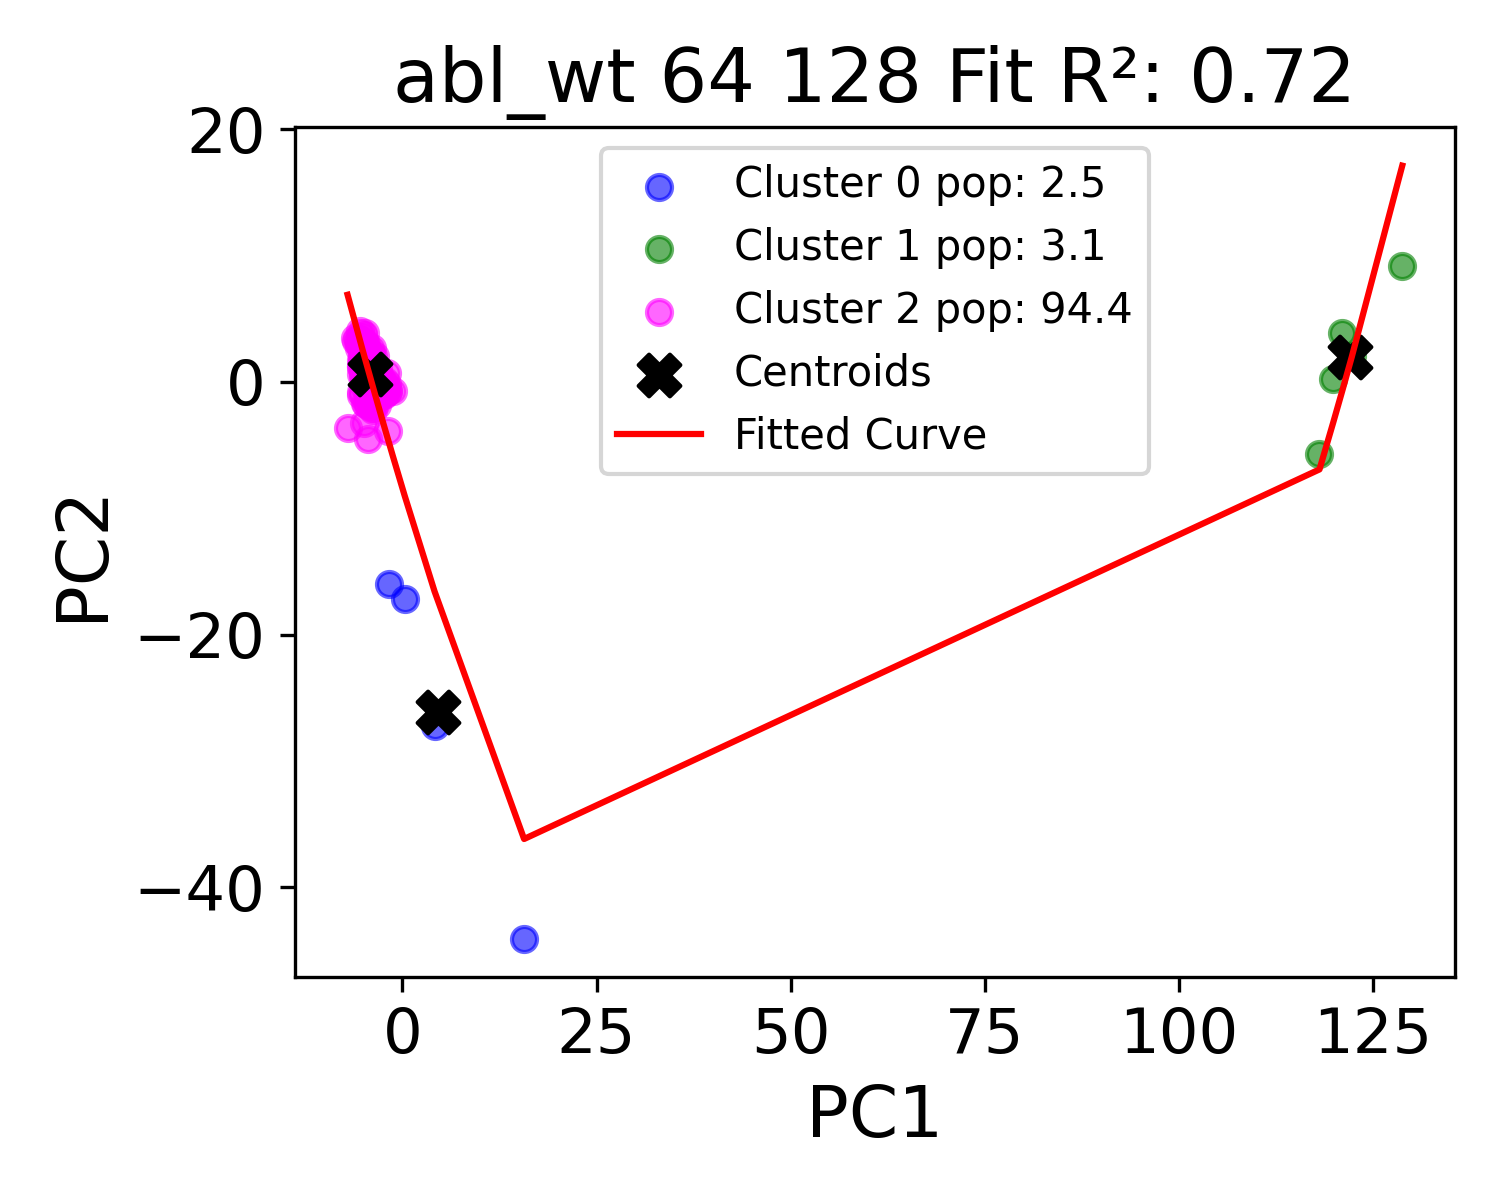 abl_wt 64 128 Fit R²: 0.72
Cluster 0 pop: 2.5
Cluster 1 pop: 3.1
Cluster 2 pop: 94.4
Centroids
Fitted Curve
PC2
20
0
−20
−40
0 25 50 75 100 125
PC1